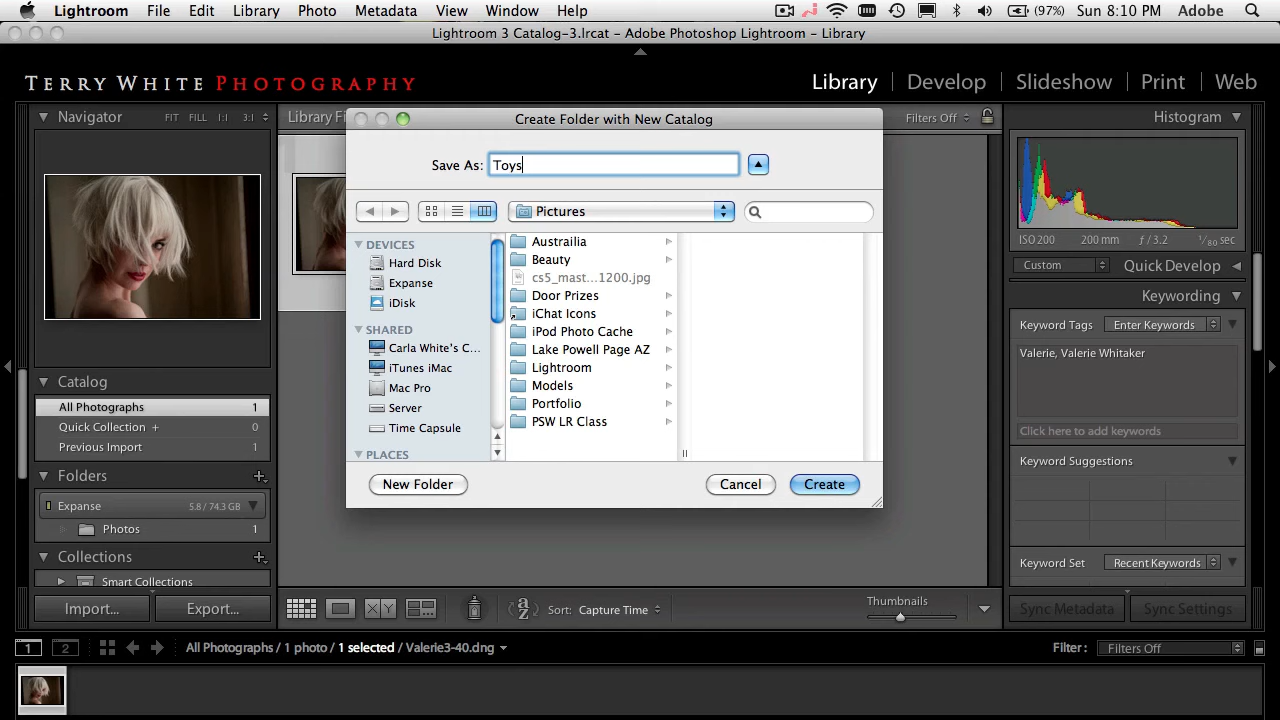 Lightroom File Edit Library Photo Metadata View Window Help (97%) Sun 8:10 PM Adobe
Lightroom 3 Catalog-3.lrcat – Adobe Photoshop Lightroom – Library
TERRY WHITE PHOTOGRAPHY Library Develop Slideshow Print Web
Navigator FIT FILL 1:1 3:1
Library Fi
Filters Off
Histogram
Create Folder with New Catalog
Save As: Toys
Pictures
DEVICES
Hard Disk
Expanse
iDisk
SHARED
Carla White's C...
iTunes iMac
Mac Pro
Server
Time Capsule
PLACES
Austrailia
Beauty
cs5_mast...1200.jpg
Door Prizes
iChat Icons
iPod Photo Cache
Lake Powell Page AZ
Lightroom
Models
Portfolio
PSW LR Class
New Folder Cancel Create
ISO 200 200 mm ƒ / 3.2 1/80 sec
Custom Quick Develop
Keywording
Keyword Tags Enter Keywords
Valerie, Valerie Whitaker
Click here to add keywords
Keyword Suggestions
Keyword Set Recent Keywords
Sync Metadata Sync Settings
Catalog
All Photographs 1
Quick Collection + 0
Previous Import 1
Folders
Expanse 5.8 / 74.3 GB
Photos 1
Collections
Smart Collections
Import... Export...
XY
Sort: Capture Time
Thumbnails
1 2 All Photographs / 1 photo / 1 selected / Valerie3-40.dng
Filter: Filters Off